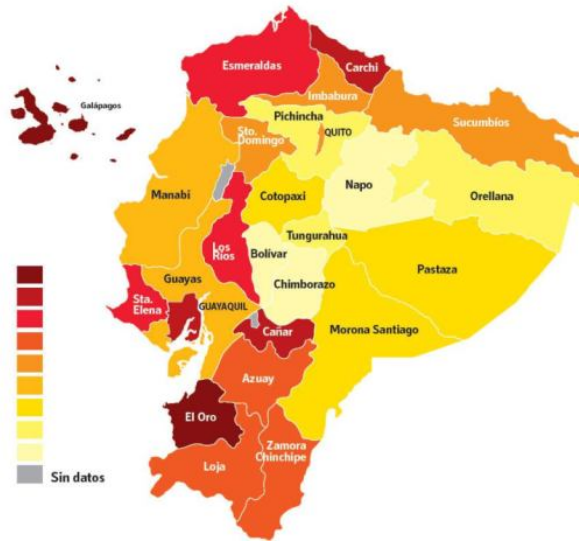 Esmeraldas
Carchi
Galápagos
Imbabura
Pichincha
Sucumbíos
Sto.
Domingo
QUITO
Manabí
Cotopaxi
Napo
Orellana
Tungurahua
Los
Ríos
Bolívar
Pastaza
Guayas
Chimborazo
Sta.
Elena
GUAYAQUIL
Cañar
Morona Santiago
Azuay
El Oro
Zamora
Chinchipe
Loja
Sin datos